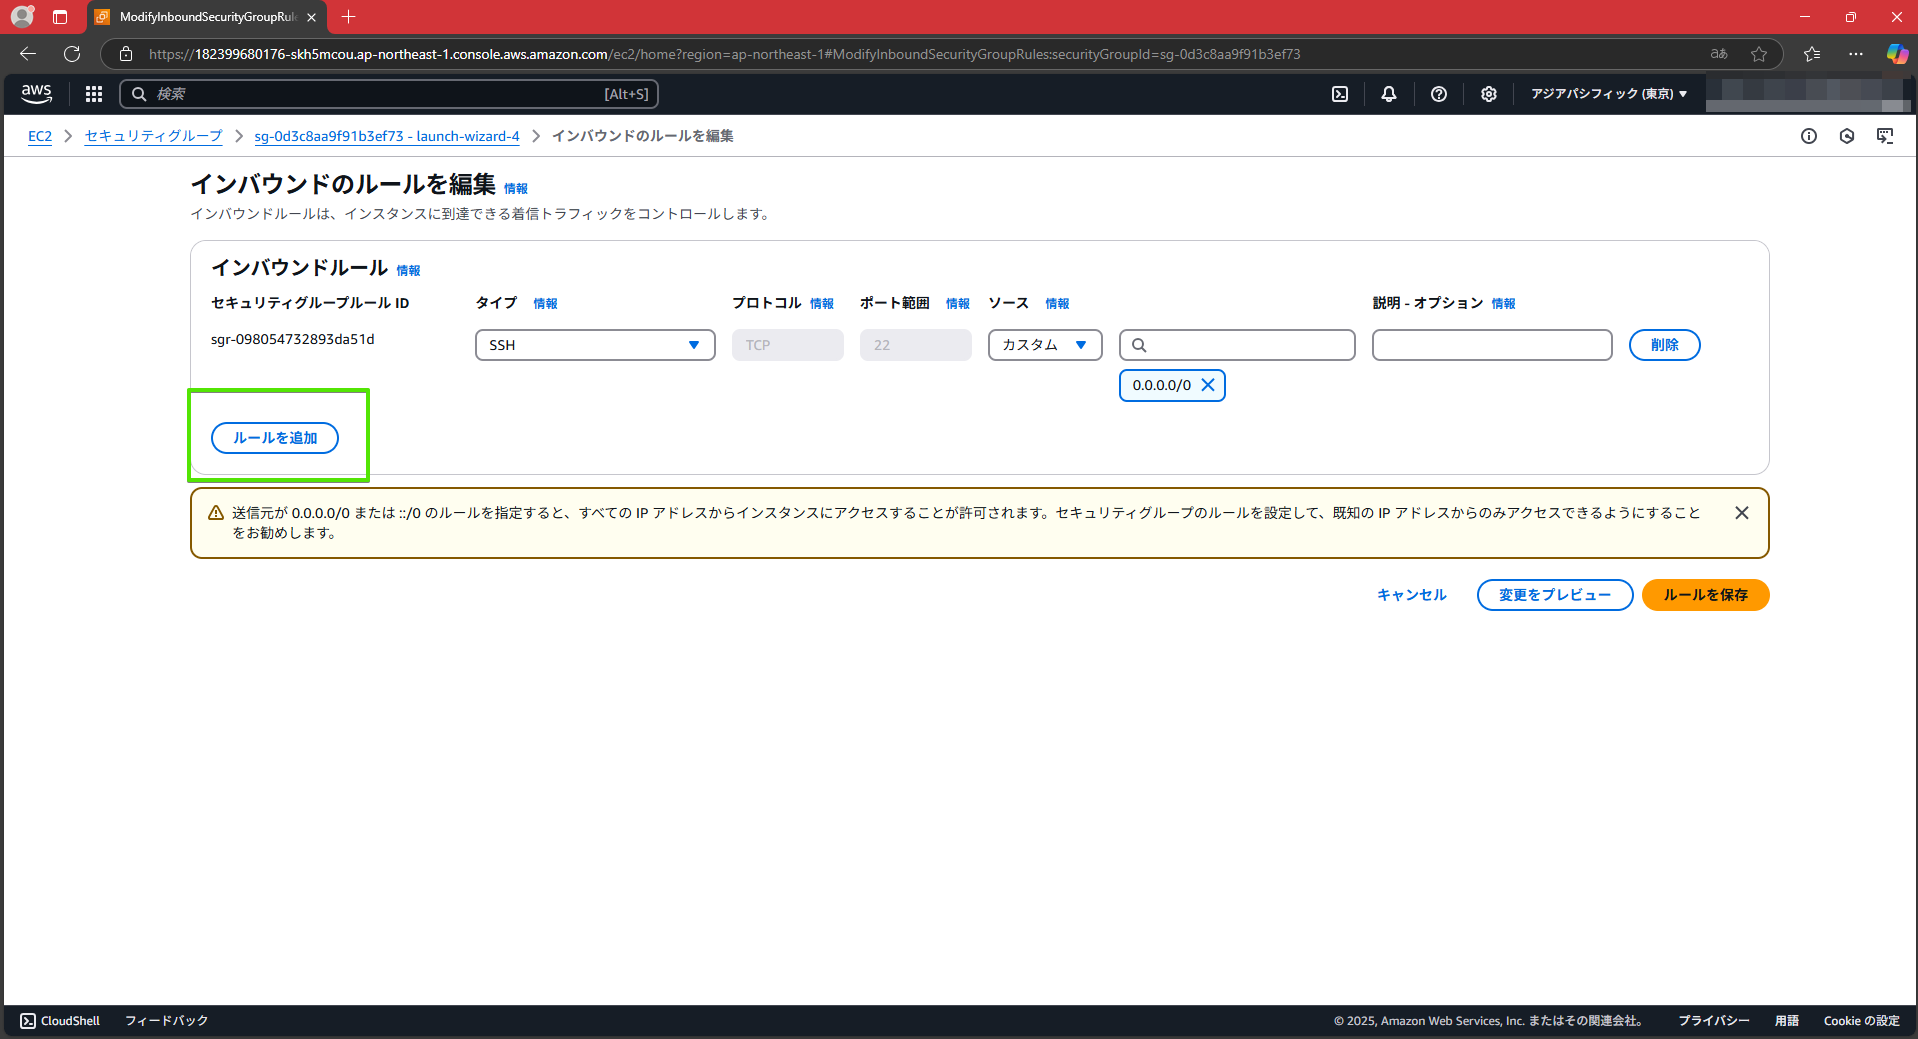 ModifyInboundSecurityGroupRul
https://182399680176-skh5mcou.ap-northeast-1.console.aws.amazon.com/ec2/home?region=ap-northeast-1#ModifyInboundSecurityGroupRules:securityGroupId=sg-0d3c8aa9f91b3ef73
aあ
aws
検索
[Alt+S]
アジアパシフィック (東京)
EC2 > セキュリティグループ > sg-0d3c8aa9f91b3ef73 - launch-wizard-4 > インバウンドのルールを編集
インバウンドのルールを編集 情報
インバウンドルールは、インスタンスに到達できる着信トラフィックをコントロールします。
インバウンドルール 情報
セキュリティグループルール ID タイプ 情報 プロトコル 情報 ポート範囲 情報 ソース 情報 説明 - オプション 情報
sgr-098054732893da51d SSH TCP 22 カスタム 削除
0.0.0.0/0
ルールを追加
送信元が 0.0.0.0/0 または ::/0 のルールを指定すると、すべての IP アドレスからインスタンスにアクセスすることが許可されます。セキュリティグループのルールを設定して、既知の IP アドレスからのみアクセスできるようにすること
をお勧めします。
キャンセル 変更をプレビュー ルールを保存
CloudShell フィードバック © 2025, Amazon Web Services, Inc. またはその関連会社。 プライバシー 用語 Cookie の設定